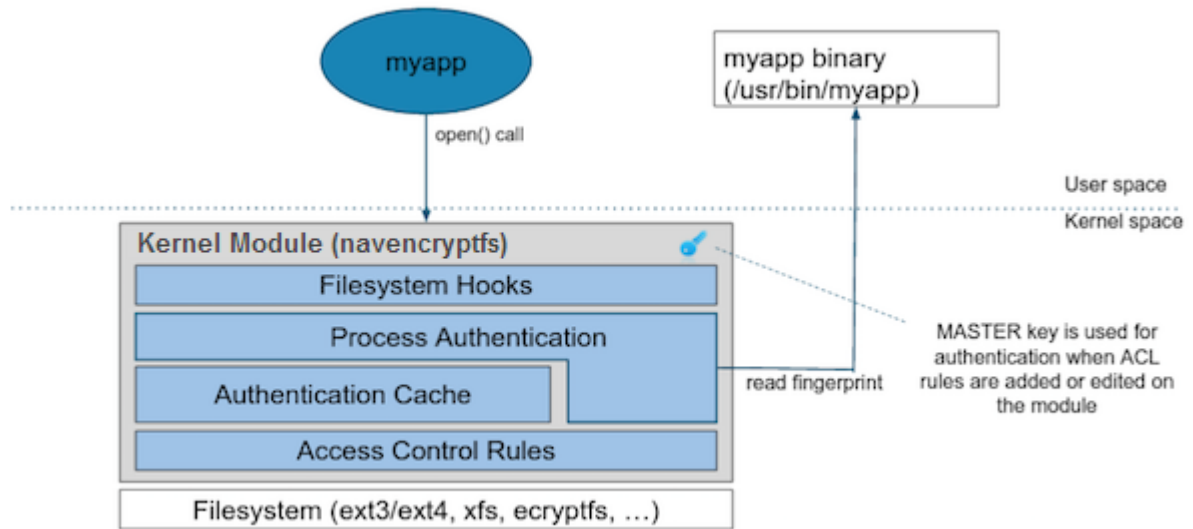 myapp
myapp binary
(/usr/bin/myapp)
open() call
User space
Kernel space
Kernel Module (navencryptfs)
Filesystem Hooks
Process Authentication
Authentication Cache
Access Control Rules
read fingerprint
MASTER key is used for
authentication when ACL
rules are added or edited on
the module
Filesystem (ext3/ext4, xfs, ecryptfs, …)